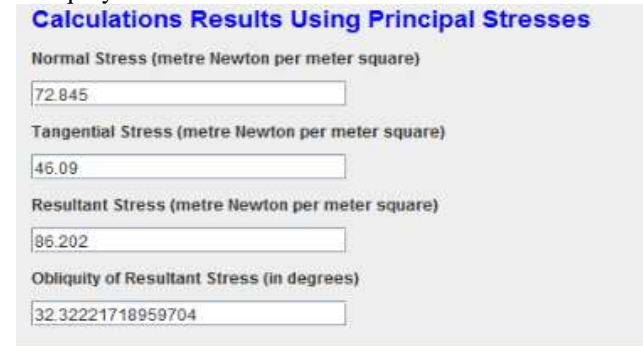 Calculations Results Using Principal Stresses
Normal Stress (metre Newton per meter square)
72.845
Tangential Stress (metre Newton per meter square)
46.09
Resultant Stress (metre Newton per meter square)
86.202
Obliquity of Resultant Stress (in degrees)
32.32221718959704